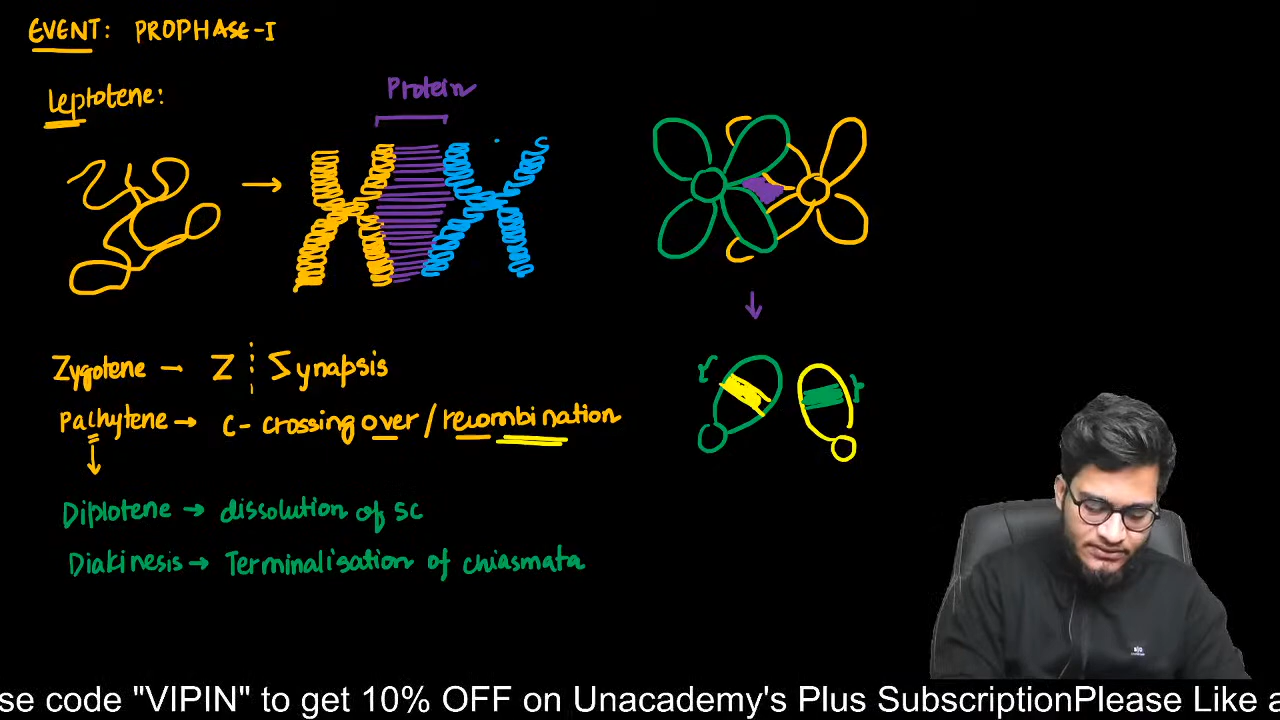 EVENT: PROPHASE-I
Leptotene:
Protein
Zygotene — Z Synapsis
Pachytene → C- crossing over / recombination
Diplotene → dissolution of SC
Diakinesis → Terminalisation of chiasmata
se code "VIPIN" to get 10% OFF on Unacademy's Plus SubscriptionPlease Like a